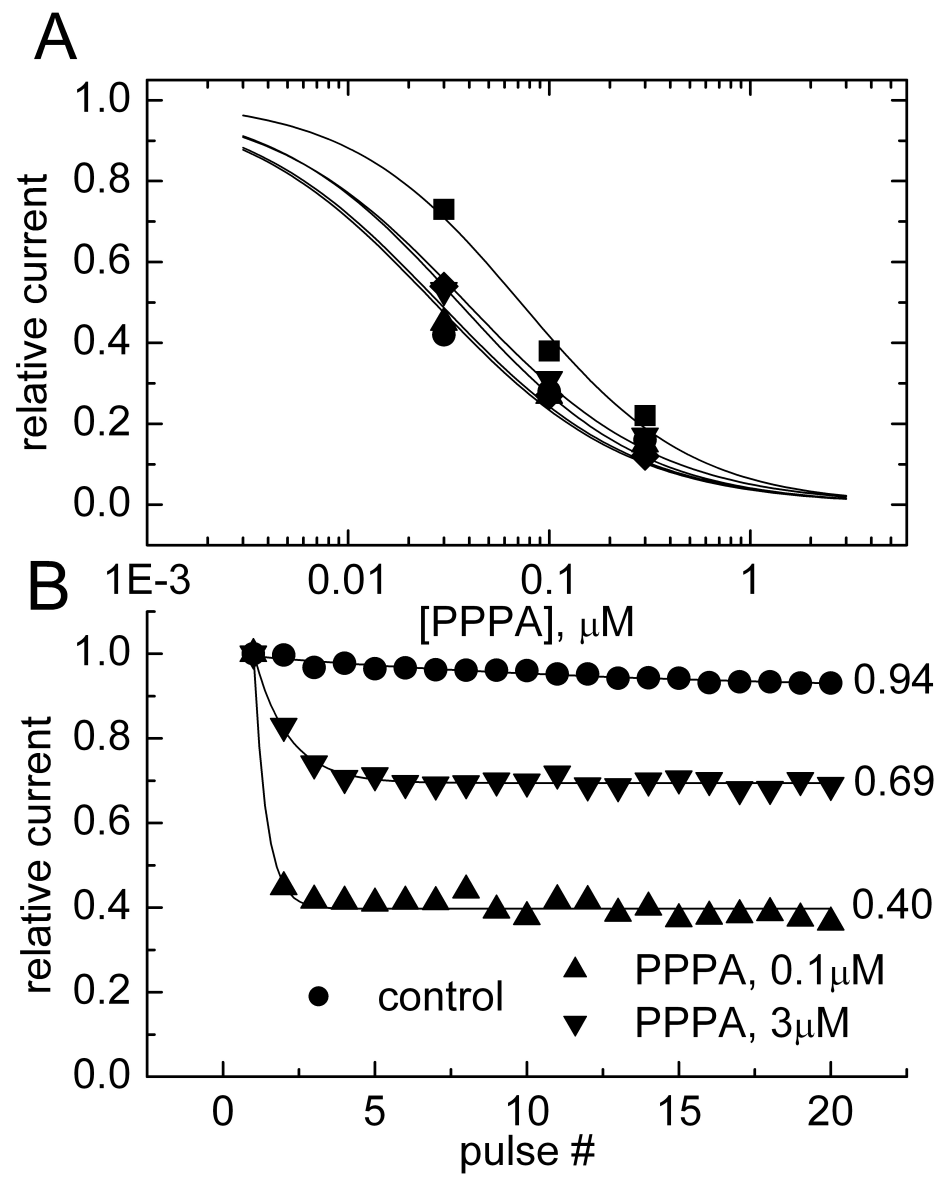 A
1.0
0.8
0.6
0.4
0.2
0.0
relative current
1E-3 0.01 0.1 1
[PPPA], μM
B
1.0
0.8
0.6
0.4
0.2
0.0
relative current
0.94
0.69
0.40
PPPA, 0.1μM
control
PPPA, 3μM
0 5 10 15 20
pulse #